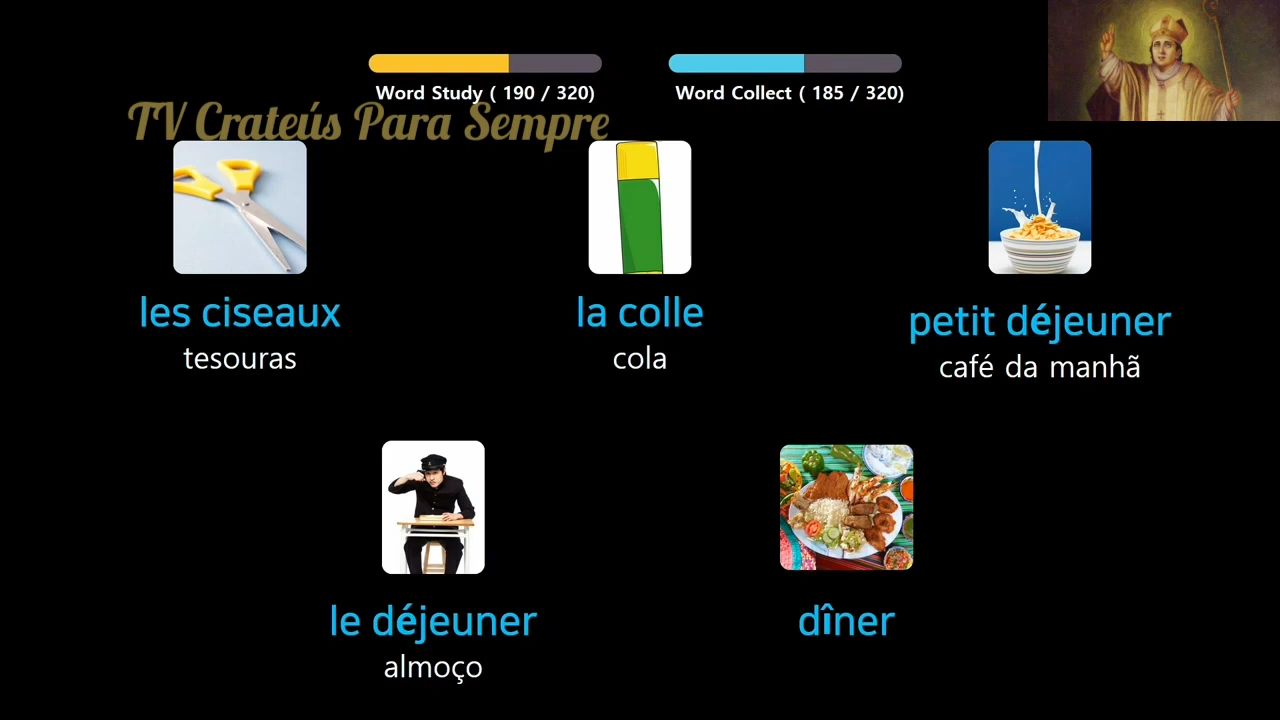 Word Study ( 190 / 320)
Word Collect ( 185 / 320)
TV Crateús Para Sempre
les ciseaux
tesouras
la colle
cola
petit déjeuner
café da manhã
le déjeuner
almoço
dîner